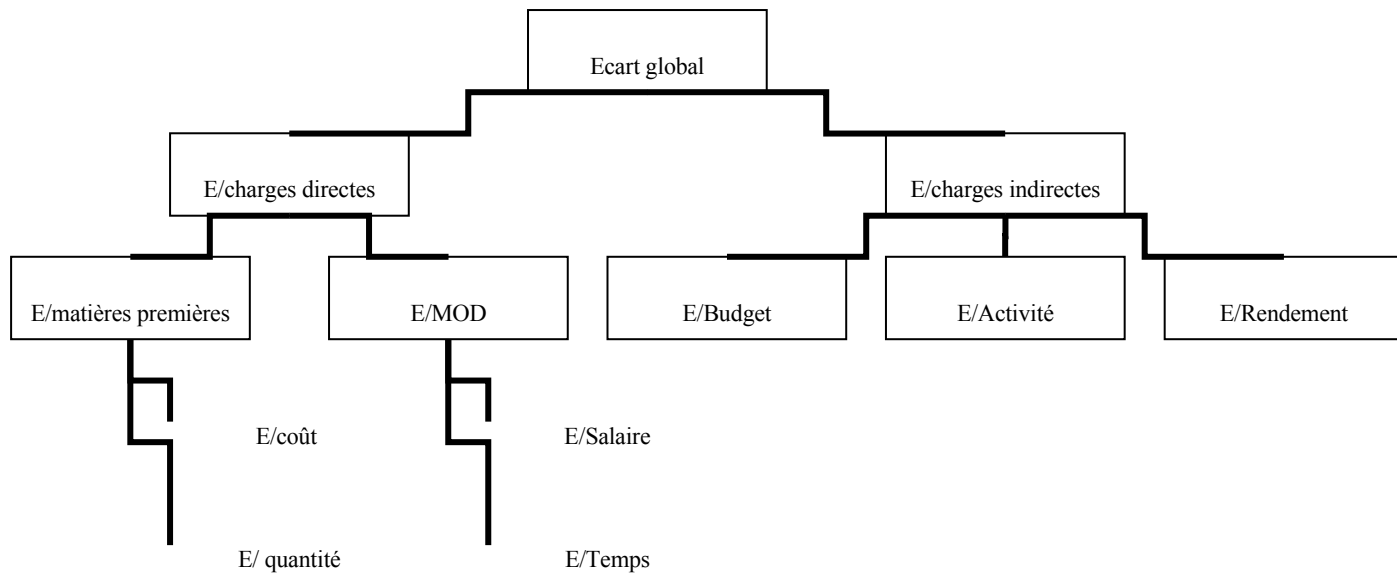 Ecart global
E/charges directes
E/charges indirectes
E/matières premières
E/MOD
E/Budget
E/Activité
E/Rendement
E/coût
E/Salaire
E/ quantité
E/Temps